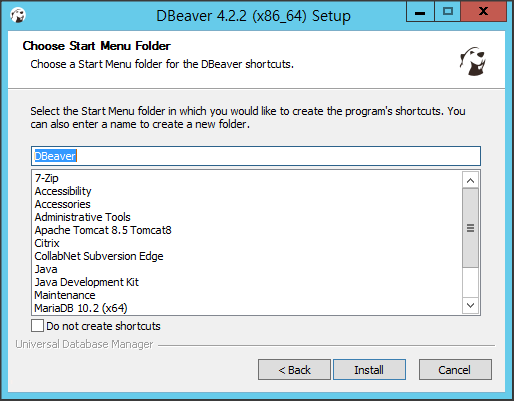 DBeaver 4.2.2 (x86_64) Setup
Choose Start Menu Folder
Choose a Start Menu folder for the DBeaver shortcuts.
Select the Start Menu folder in which you would like to create the program's shortcuts. You
can also enter a name to create a new folder.
DBeaver
7-Zip
Accessibility
Accessories
Administrative Tools
Apache Tomcat 8.5 Tomcat8
Citrix
CollabNet Subversion Edge
Java
Java Development Kit
Maintenance
MariaDB 10.2 (x64)
Do not create shortcuts
Universal Database Manager
< Back
Install
Cancel